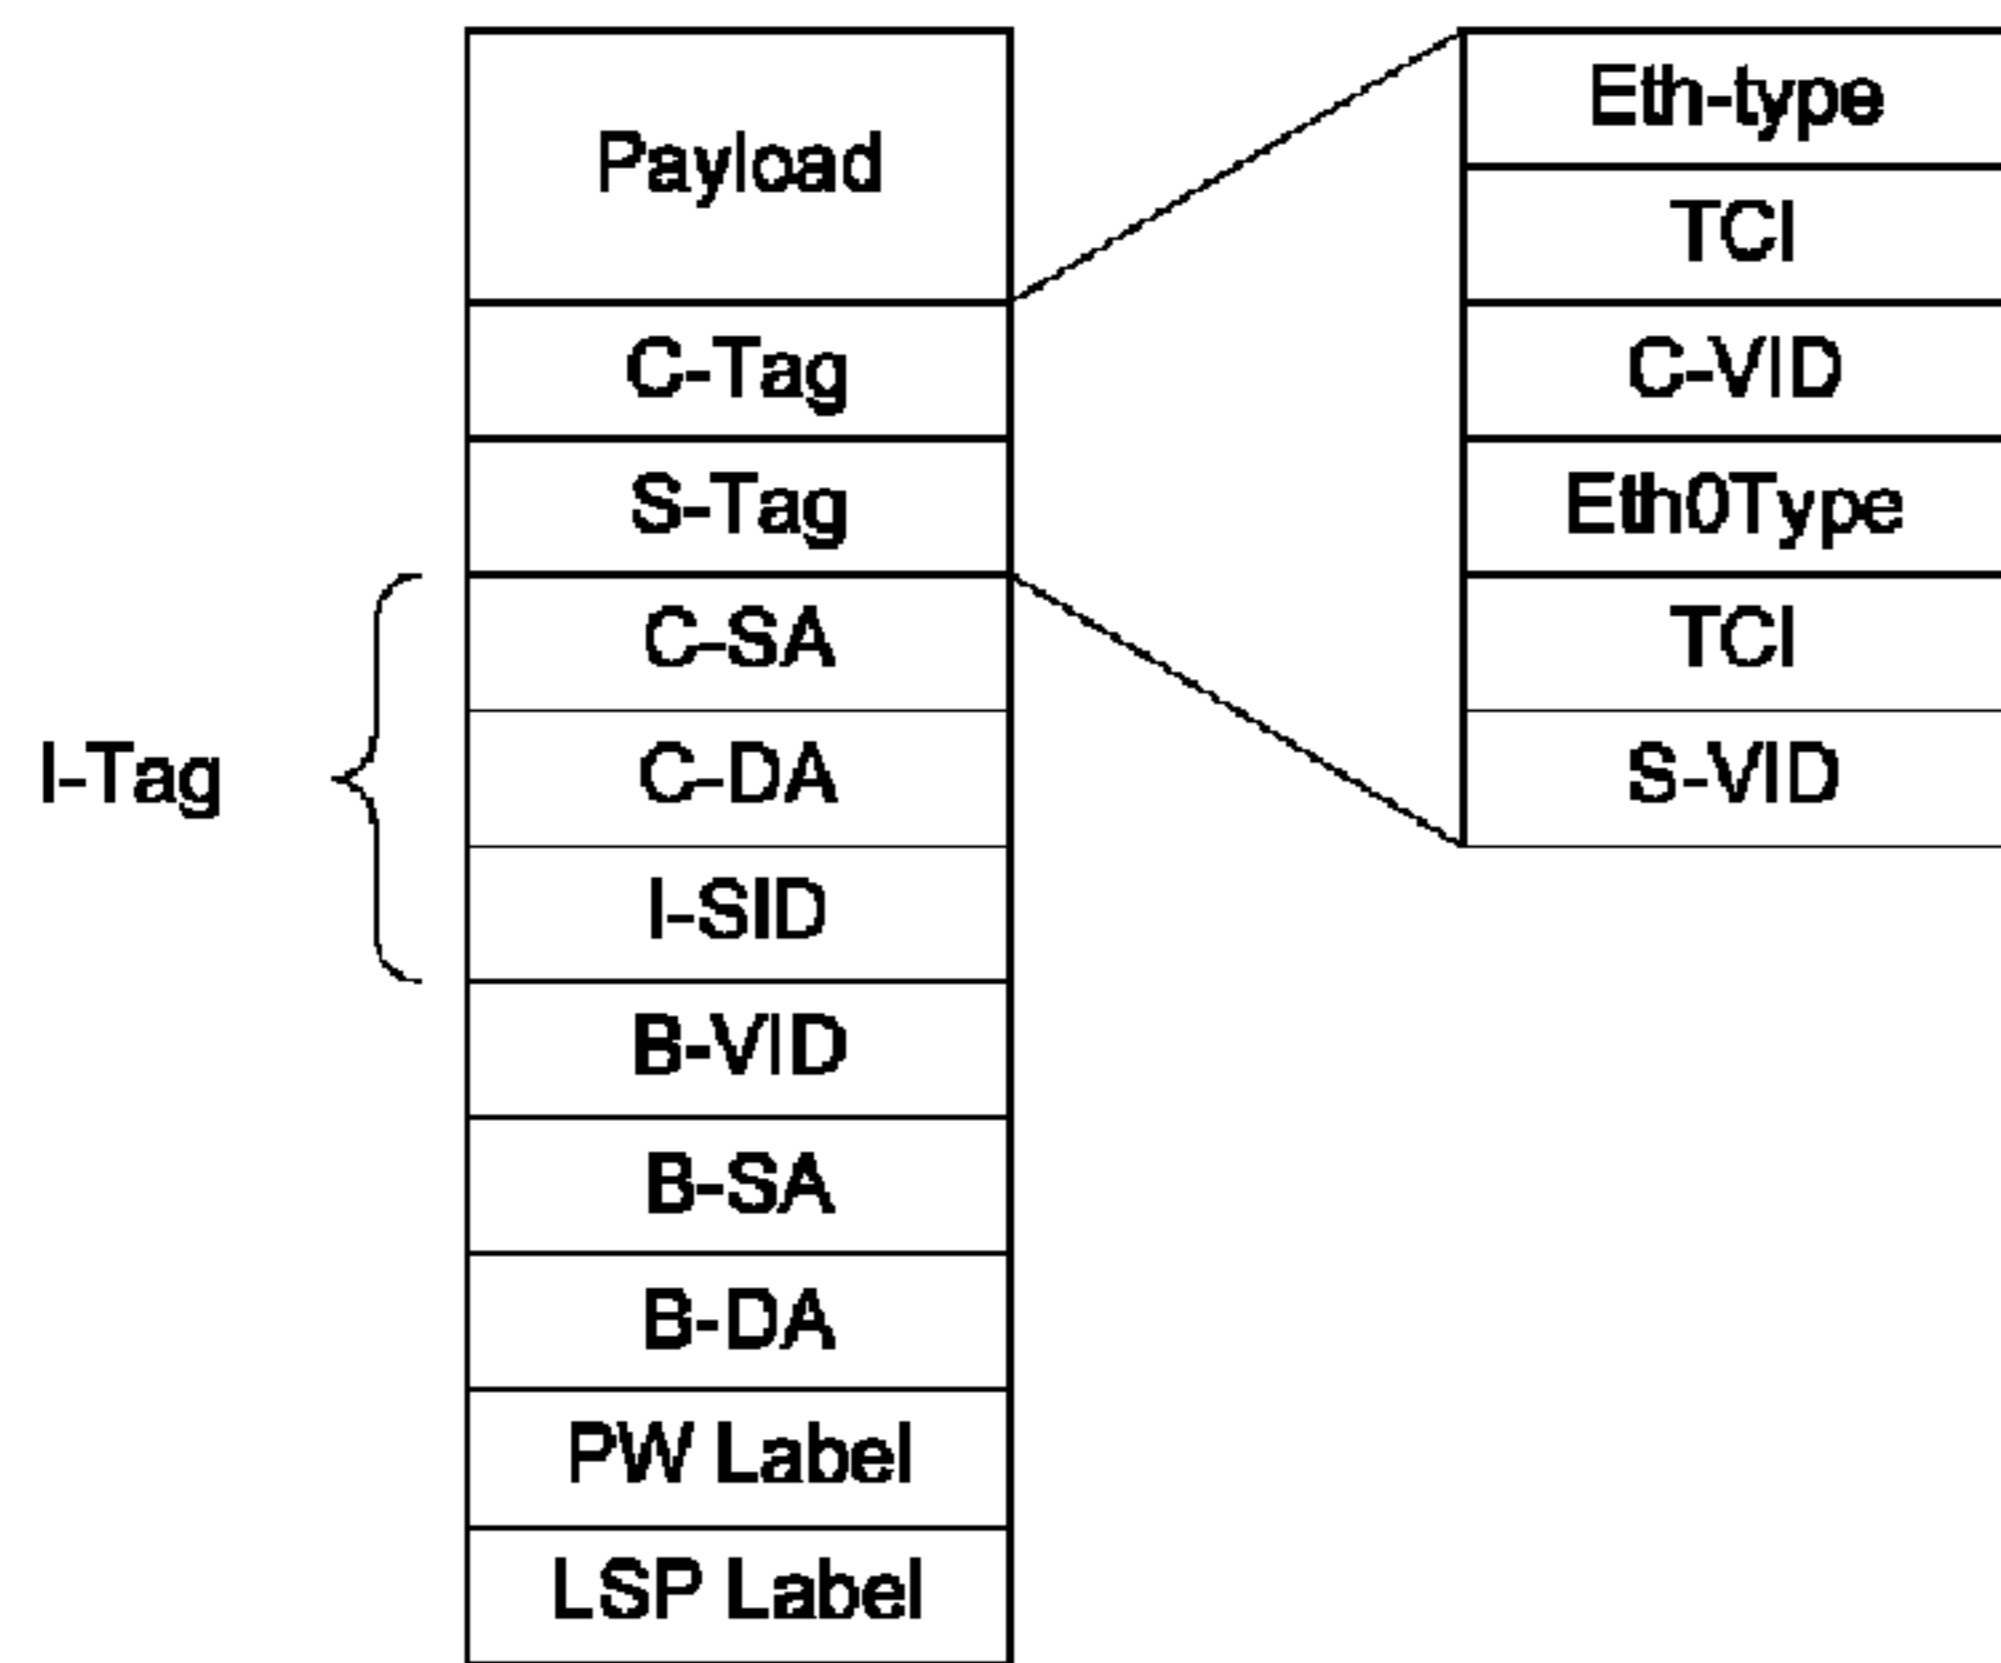 Payload
C-Tag
S-Tag
C-SA
C-DA
I-SID
B-VID
B-SA
B-DA
PW Label
LSP Label
I-Tag
Eth-type
TCI
C-VID
Eth0Type
TCI
S-VID